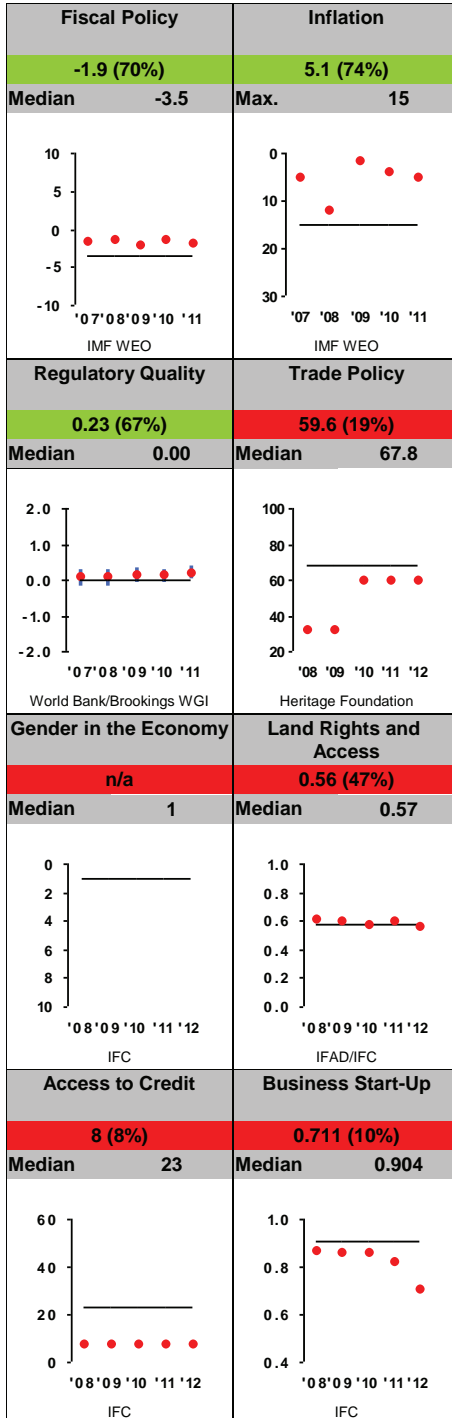 Fiscal Policy
-1.9 (70%)
Median -3.5
10
5
0
-5
-10
'07 '08 '09 '10 '11
IMF WEO
Inflation
5.1 (74%)
Max. 15
0
10
20
30
'07 '08 '09 '10 '11
IMF WEO
Regulatory Quality
0.23 (67%)
Median 0.00
2.0
1.0
0.0
-1.0
-2.0
'07 '08 '09 '10 '11
World Bank/Brookings WGI
Trade Policy
59.6 (19%)
Median 67.8
100
80
60
40
20
'08 '09 '10 '11 '12
Heritage Foundation
Gender in the Economy
n/a
Median 1
0
2
4
6
8
10
'08 '09 '10 '11 '12
IFC
Land Rights and
Access
0.56 (47%)
Median 0.57
1.0
0.8
0.6
0.4
0.2
0.0
'08 '09 '10 '11 '12
IFAD/IFC
Access to Credit
8 (8%)
Median 23
60
40
20
0
'08 '09 '10 '11 '12
IFC
Business Start-Up
0.711 (10%)
Median 0.904
1.0
0.8
0.6
0.4
'08 '09 '10 '11 '12
IFC